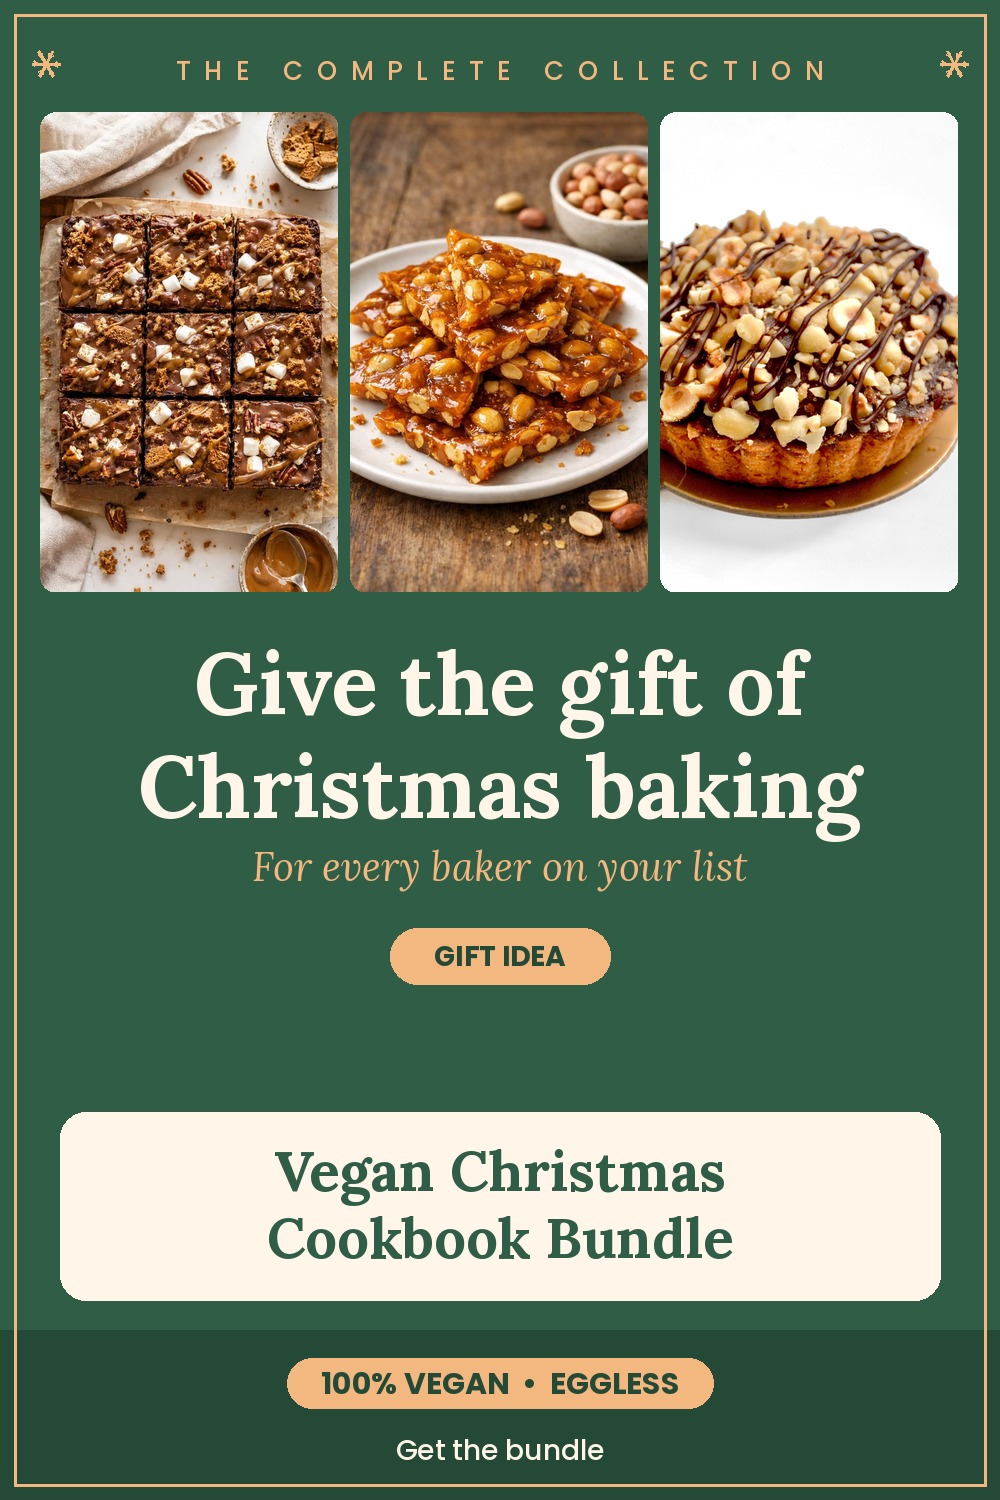 THE COMPLETE COLLECTION
Give the gift of
Christmas baking
For every baker on your list
GIFT IDEA
Vegan Christmas
Cookbook Bundle
100% VEGAN • EGGLESS
Get the bundle